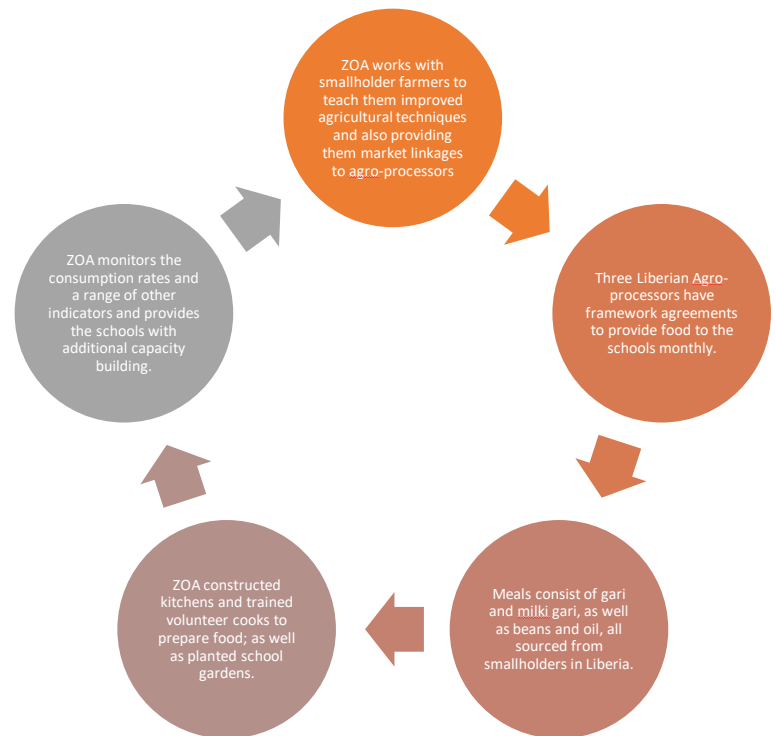 ZOA works with
smallholder farmers to
teach them improved
agricultural techniques
and also providing
them market linkages
to agro-processors
Three Liberian Agro-
processors have
framework agreements
to provide food to the
schools monthly.
Meals consist of gari
and milki gari, as well
as beans and oil, all
sourced from
smallholders in Liberia.
ZOA constructed
kitchens and trained
volunteer cooks to
prepare food; as well
as planted school
gardens.
ZOA monitors the
consumption rates and
a range of other
indicators and provides
the schools with
additional capacity
building.